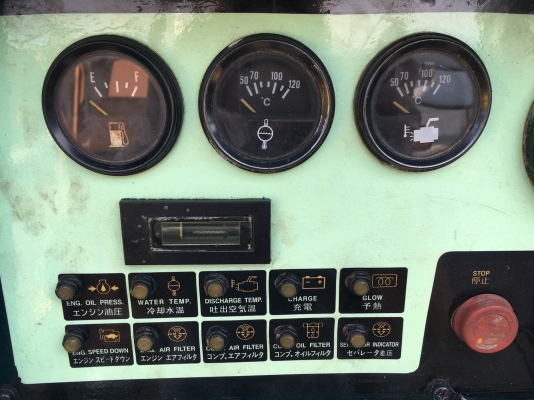 E F
50 70 100 120
°C
50 70 100 120
°C
STOP
停止
ENG. OIL PRESS.
エンジン油圧
WATER TEMP.
冷却水温
DISCHARGE TEMP.
吐出空気温
CHARGE
充電
GLOW
予熱
ENG. SPEED DOWN
エンジン スピードダウン
ENG. AIR FILTER
エンジン エアフィルタ
AIR FILTER
コンプ. エアフィルタ
OIL FILTER
コンプ. オイルフィルタ
INDICATOR
セパレータ差圧